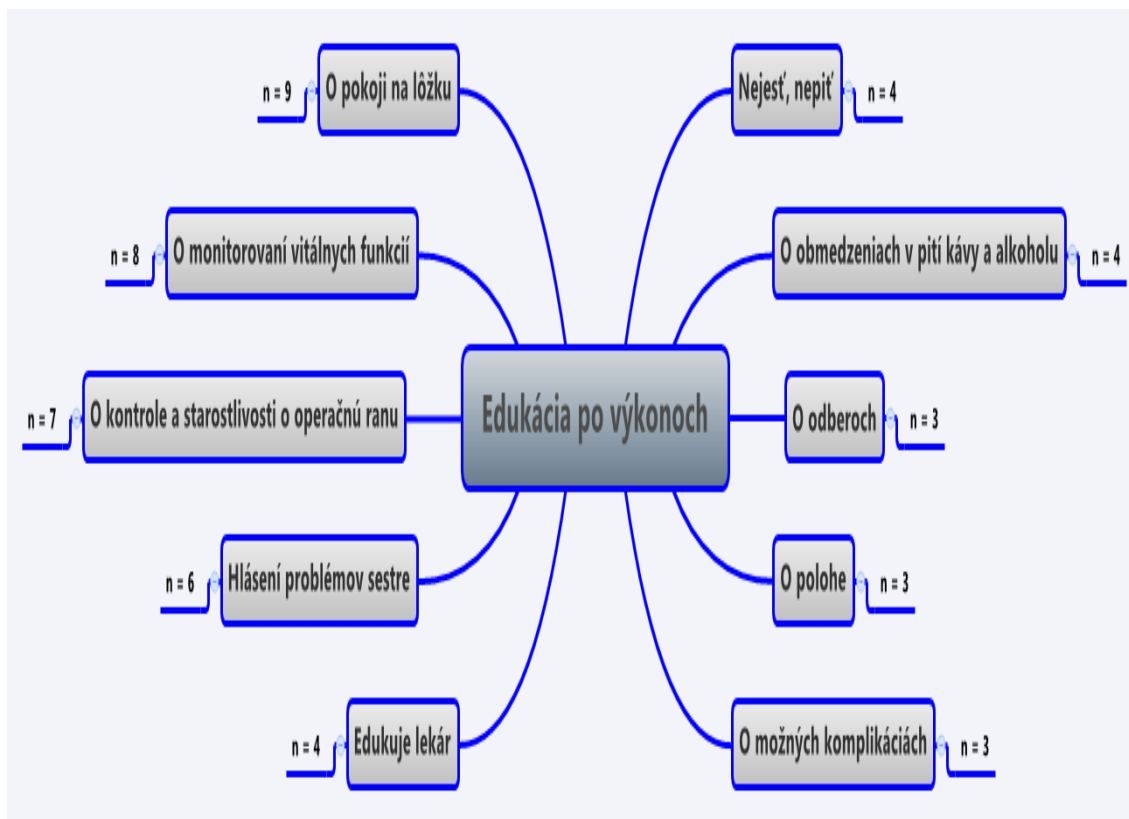 Edukácia po výkonoch
O pokoji na lôžku
n = 9
O monitorovaní vitálnych funkcií
n = 8
O kontrole a starostlivosti o operačnú ranu
n = 7
Hlásení problémov sestre
n = 6
Edukuje lekár
n = 4
Nejesť, nepiť
n = 4
O obmedzeniach v pití kávy a alkoholu
n = 4
O odberoch
n = 3
O polohe
n = 3
O možných komplikáciách
n = 3